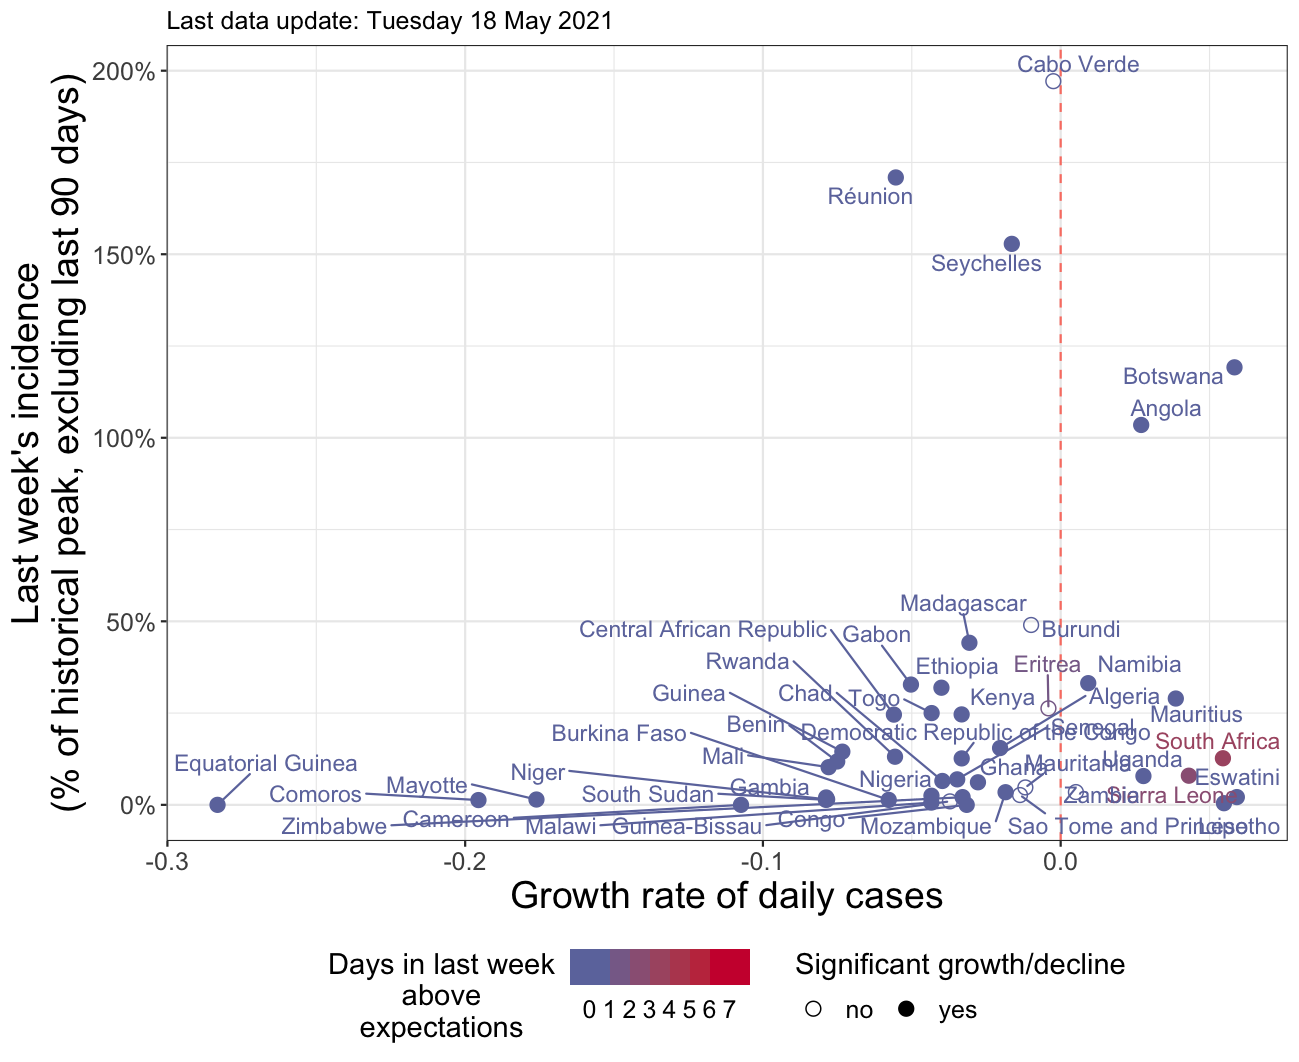 Last data update: Tuesday 18 May 2021
Last week's incidence
(% of historical peak, excluding last 90 days)
200%
150%
100%
50%
0%
Cabo Verde
Réunion
Seychelles
Botswana
Angola
Madagascar
Central African Republic
Gabon
Burundi
Rwanda
Ethiopia
Eritrea
Namibia
Guinea
Chad
Togo
Kenya
Algeria
Mauritius
Burkina Faso
Benin
Democratic Republic of the Congo
Senegal
South Africa
Equatorial Guinea
Mali
Mauritania
Uganda
Niger
Nigeria
Ghana
Eswatini
Comoros
Mayotte
South Sudan
Gambia
Zambia
Sierra Leone
Zimbabwe
Cameroon
Malawi
Guinea-Bissau
Congo
Mozambique
Sao Tome and Principe
Lesotho
-0.3
-0.2
-0.1
0.0
Growth rate of daily cases
Days in last week
above
expectations
0 1 2 3 4 5 6 7
Significant growth/decline
no
yes